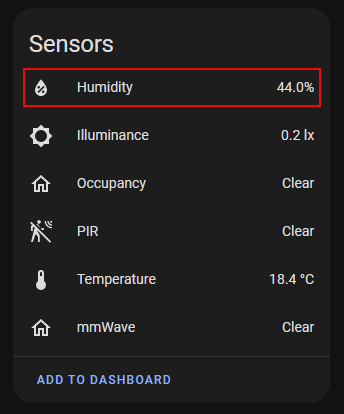 Sensors
Humidity 44.0%
Illuminance 0.2 lx
Occupancy Clear
PIR Clear
Temperature 18.4 °C
mmWave Clear
ADD TO DASHBOARD